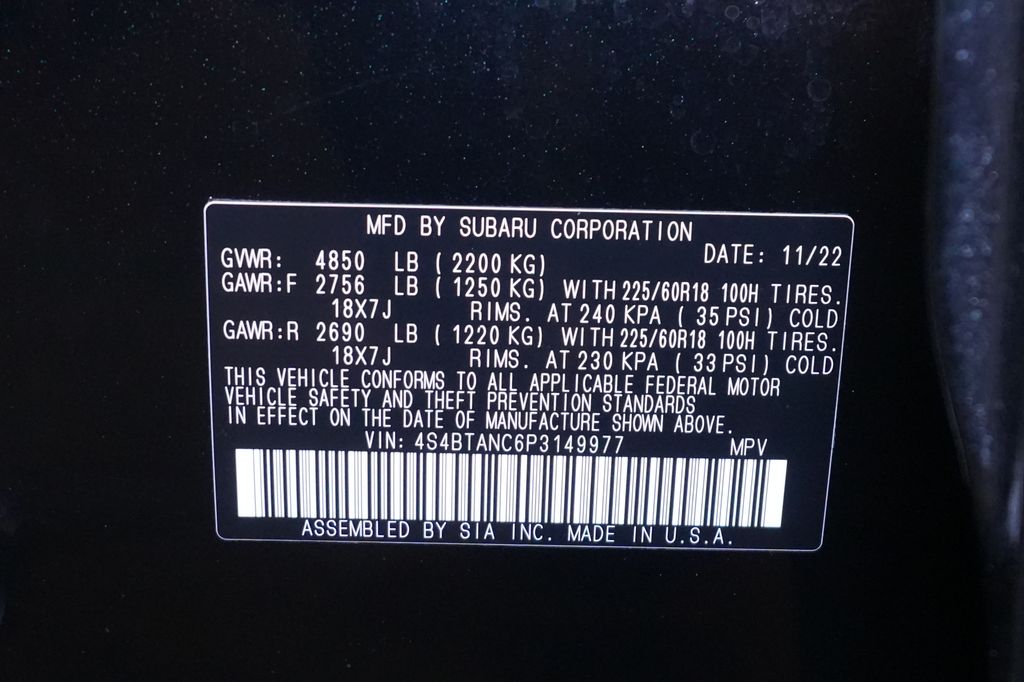 MFD BY SUBARU CORPORATION
DATE: 11/22
GVWR: 4850 LB ( 2200 KG)
GAWR:F 2756 LB ( 1250 KG) WITH 225/60R18 100H TIRES.
18X7J RIMS. AT 240 KPA ( 35 PSI) COLD
GAWR:R 2690 LB ( 1220 KG) WITH 225/60R18 100H TIRES.
18X7J RIMS. AT 230 KPA ( 33 PSI) COLD
THIS VEHICLE CONFORMS TO ALL APPLICABLE FEDERAL MOTOR
VEHICLE SAFETY AND THEFT PREVENTION STANDARDS
IN EFFECT ON THE DATE OF MANUFACTURE SHOWN ABOVE.
VIN: 4S4BTANC6P3149977 MPV
ASSEMBLED BY SIA INC. MADE IN U.S.A.